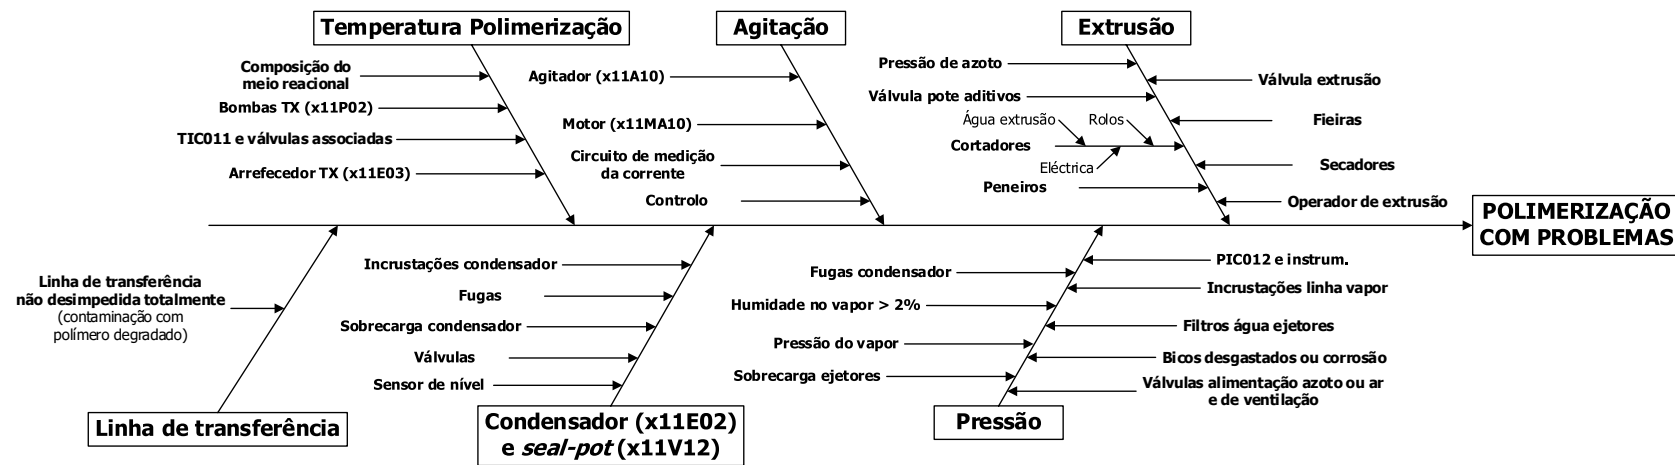 Temperatura Polimerização
Agitação
Extrusão
Composição do
meio reacional
Bombas TX (x11P02)
TIC011 e válvulas associadas
Arrefecedor TX (x11E03)
Agitador (x11A10)
Motor (x11MA10)
Circuito de medição
da corrente
Controlo
Pressão de azoto
Válvula pote aditivos
Água extrusão
Rolos
Cortadores
Eléctrica
Peneiros
Válvula extrusão
Fieiras
Secadores
Operador de extrusão
POLIMERIZAÇÃO
COM PROBLEMAS
Linha de transferência
não desimpedida totalmente
(contaminação com
polímero degradado)
Incrustações condensador
Fugas
Sobrecarga condensador
Válvulas
Sensor de nível
Fugas condensador
Humidade no vapor > 2%
Pressão do vapor
Sobrecarga ejetores
PIC012 e instrum.
Incrustações linha vapor
Filtros água ejetores
Bicos desgastados ou corrosão
Válvulas alimentação azoto ou ar
e de ventilação
Linha de transferência
Condensador (x11E02)
e seal-pot (x11V12)
Pressão